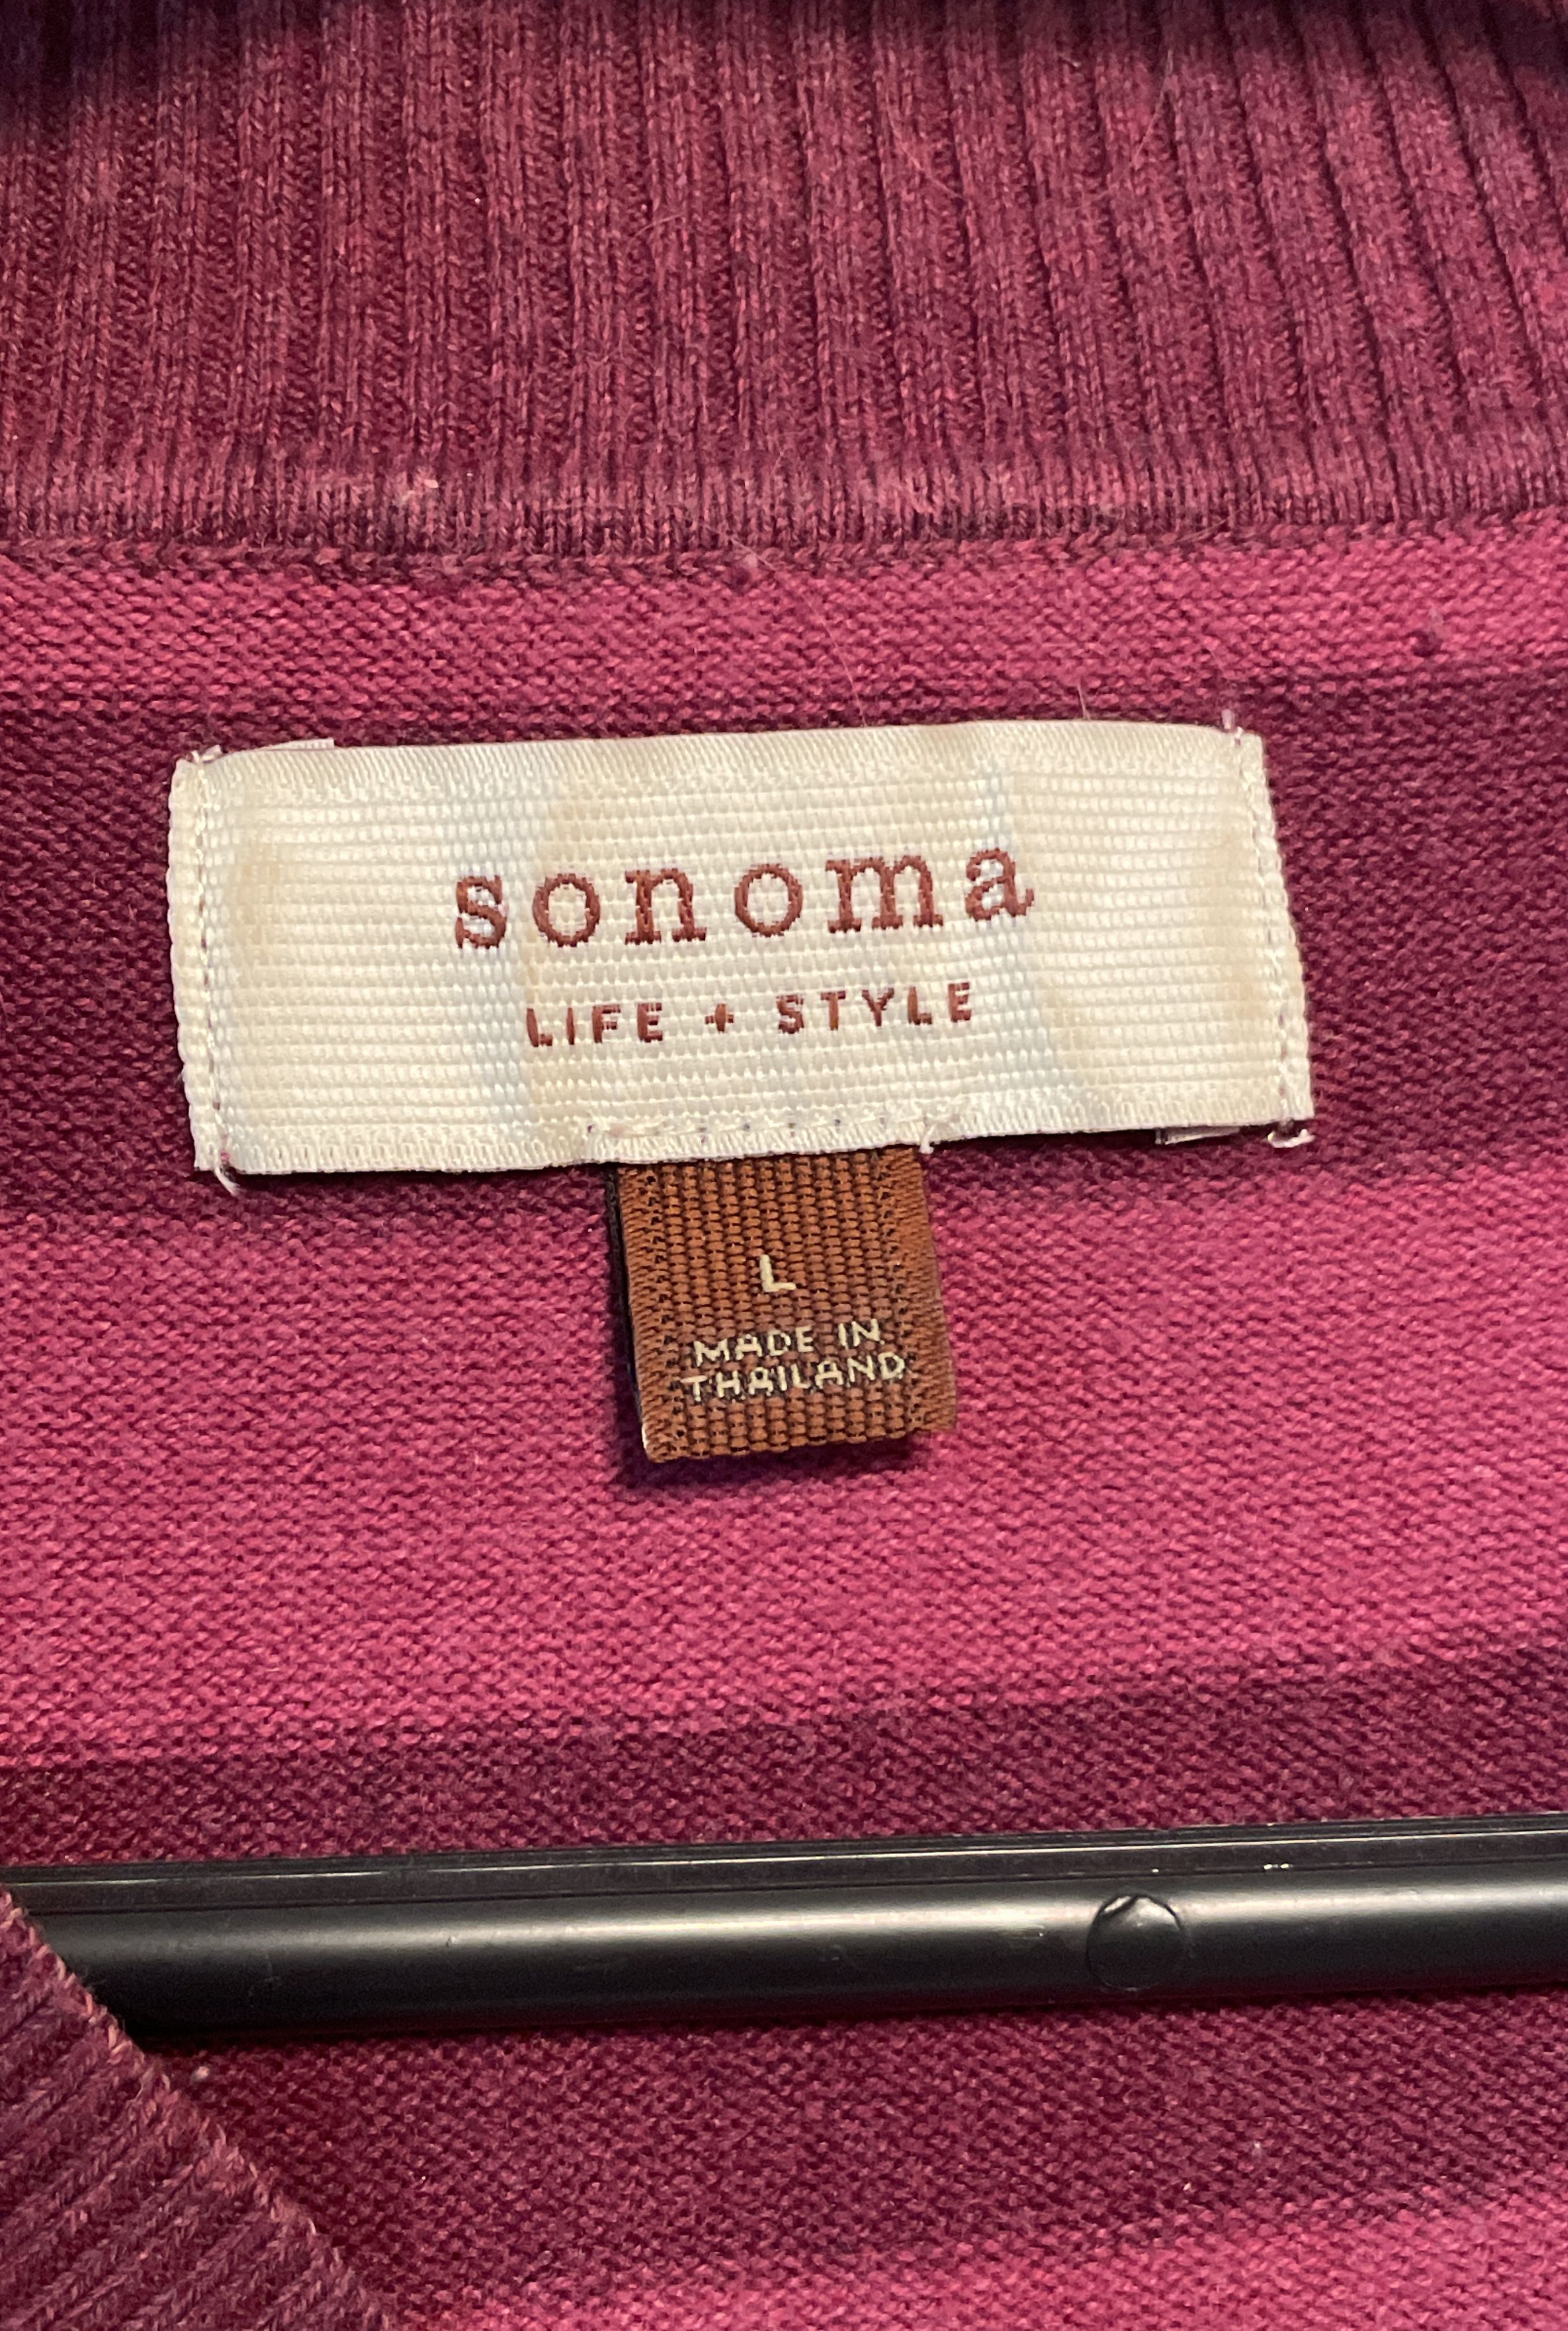 sonoma
LIFE + STYLE
L
MADE IN
THAILAND